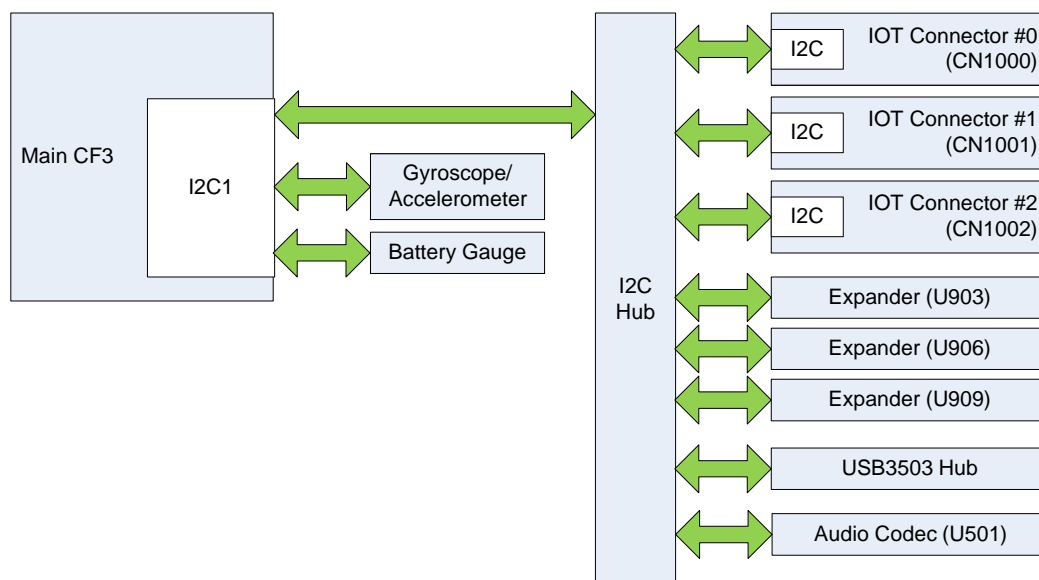 Main CF3
I2C1
Gyroscope/
Accelerometer
Battery Gauge
I2C
Hub
I2C
IOT Connector #0
(CN1000)
I2C
IOT Connector #1
(CN1001)
I2C
IOT Connector #2
(CN1002)
Expander (U903)
Expander (U906)
Expander (U909)
USB3503 Hub
Audio Codec (U501)